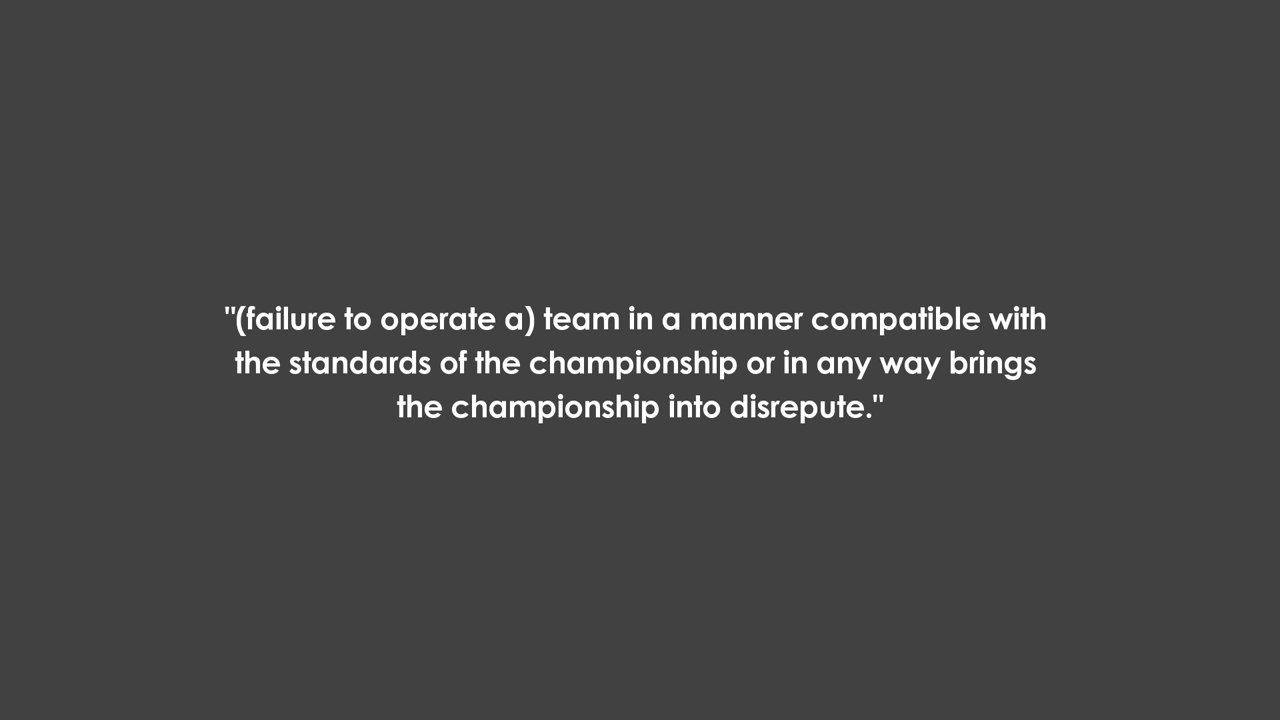 "(failure to operate a) team in a manner compatible with
the standards of the championship or in any way brings
the championship into disrepute."